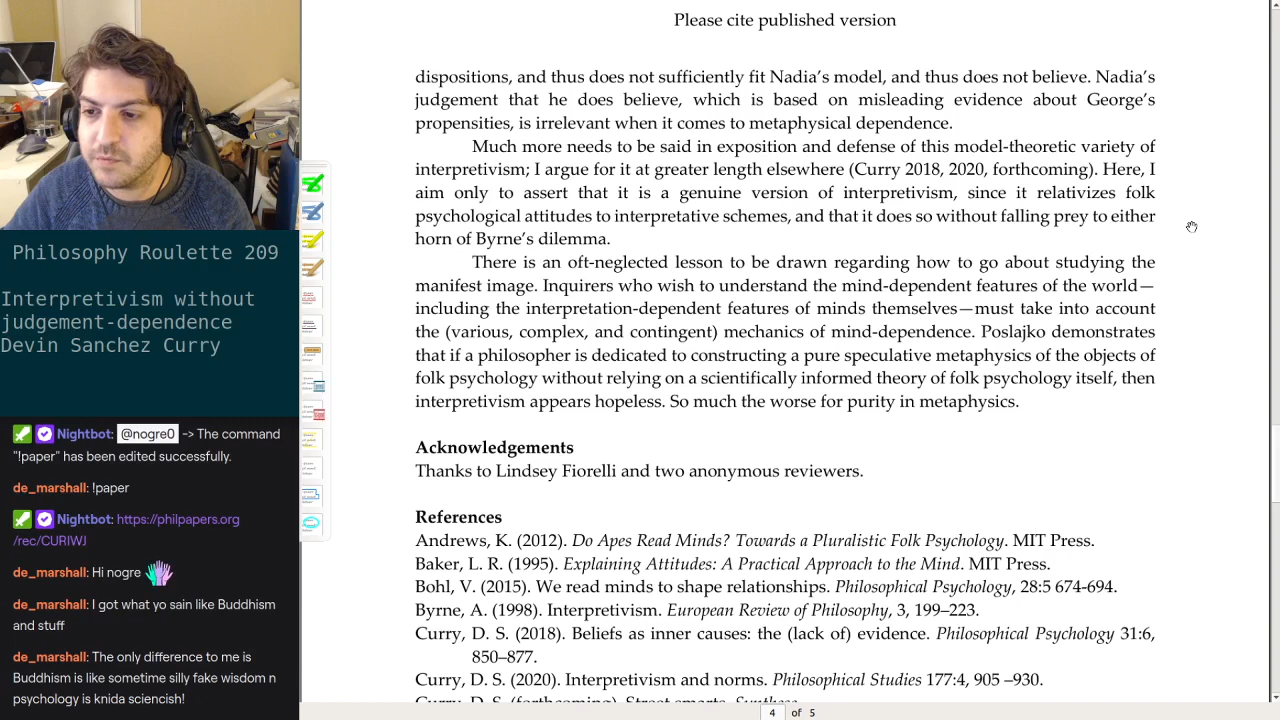 Please cite published version
dispositions, and thus does not sufficiently fit Nadia's model, and thus does not believe. Nadia's
judgement that he does believe, which is based on misleading evidence about George's
propensities, is irrelevant when it comes to metaphysical dependence.
Much more needs to be said in exposition and defense of this model-theoretic variety of
interpretivism; I argue for it at greater length elsewhere (Curry 2018, 2020, forthcoming). Here, I
aim only to assert that it is a genuine version of interpretivism, since it relativizes folk
psychological attitudes to interpretative schemes, and that it does so without falling prey to either
horn of Byrne's dilemma.
There is an oft-neglected lesson to be drawn regarding how to go about studying the
manifest image. Inquirers who wish to understand the mind-dependent features of the world—
including the interpretation-dependent features of minds themselves—must take into account
the (various, complex, and contingent) mechanics of mind-dependence.
that if a philosopher is dedicated to constructing a purely speculative metaphysics of the objects of
folk psychology, without relying on a scientifically informed theory of folk psychology itself, then
interpretivism appears hopeless. So much the worse for purity in metaphysics.
Acknowledgements
Thanks to Lindsey Fiorelli and two anonymous reviewers.
References
Andrews, K. (2012). Do Apes Read Minds? Towards a Pluralistic Folk Psychology. MIT Press.
Baker, L. R. (1995). Explaining Attitudes: A Practical Approach to the Mind. MIT Press.
Bohl, V. (2015). We read minds to shape relationships. Philosophical Psychology, 28:5 674-694.
Byrne, A. (1998). Interpretivism. European Review of Philosophy, 3, 199–223.
Curry, D. S. (2018). Beliefs as inner causes: the (lack of) evidence. Philosophical Psychology 31:6,
850–877.
Curry, D. S. (2020). Interpretivism and norms. Philosophical Studies 177:4, 905 –930.
Curry, D. S. (forthcoming). Street smarts. Synthese.
4 of 5
Philosophy Roulette 209
Interpretivism without
judgement-dependence
Devin Sanchez Curry
Nightbot: @nogre0 -> The command
"!paper" has been edited successfully.
de_marshall: !paper
Nightbot: https://philpapers.org
/rec/CURIWJ
de_marshall: Hi nogre
de_marshall: I got what yo sain like Buddhism
and stuff
de_marshall: The only difference to me is
Buddhism is like sometime silly fake wisdom n
psychology is knida sciencish!